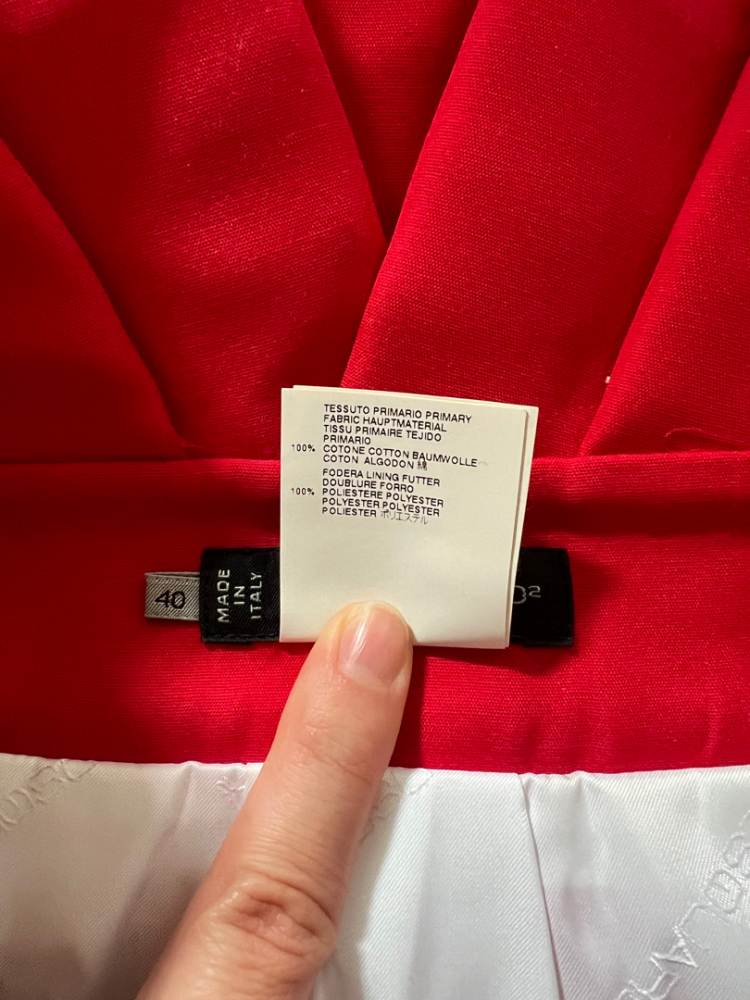 TESSUTO PRIMARIO PRIMARY
FABRIC HAUPTMATERIAL
TISSU PRIMAIRE TEJIDO
PRIMARIO
100% COTONE COTTON BAUMWOLLE
COTON ALGODON 綿
FODERA LINING FUTTER
DOUBLURE FORRO
100% POLIESTERE POLYESTER
POLYESTER POLYESTER
POLIESTER ポリエステル
40
MADE
IN
ITALY
D2